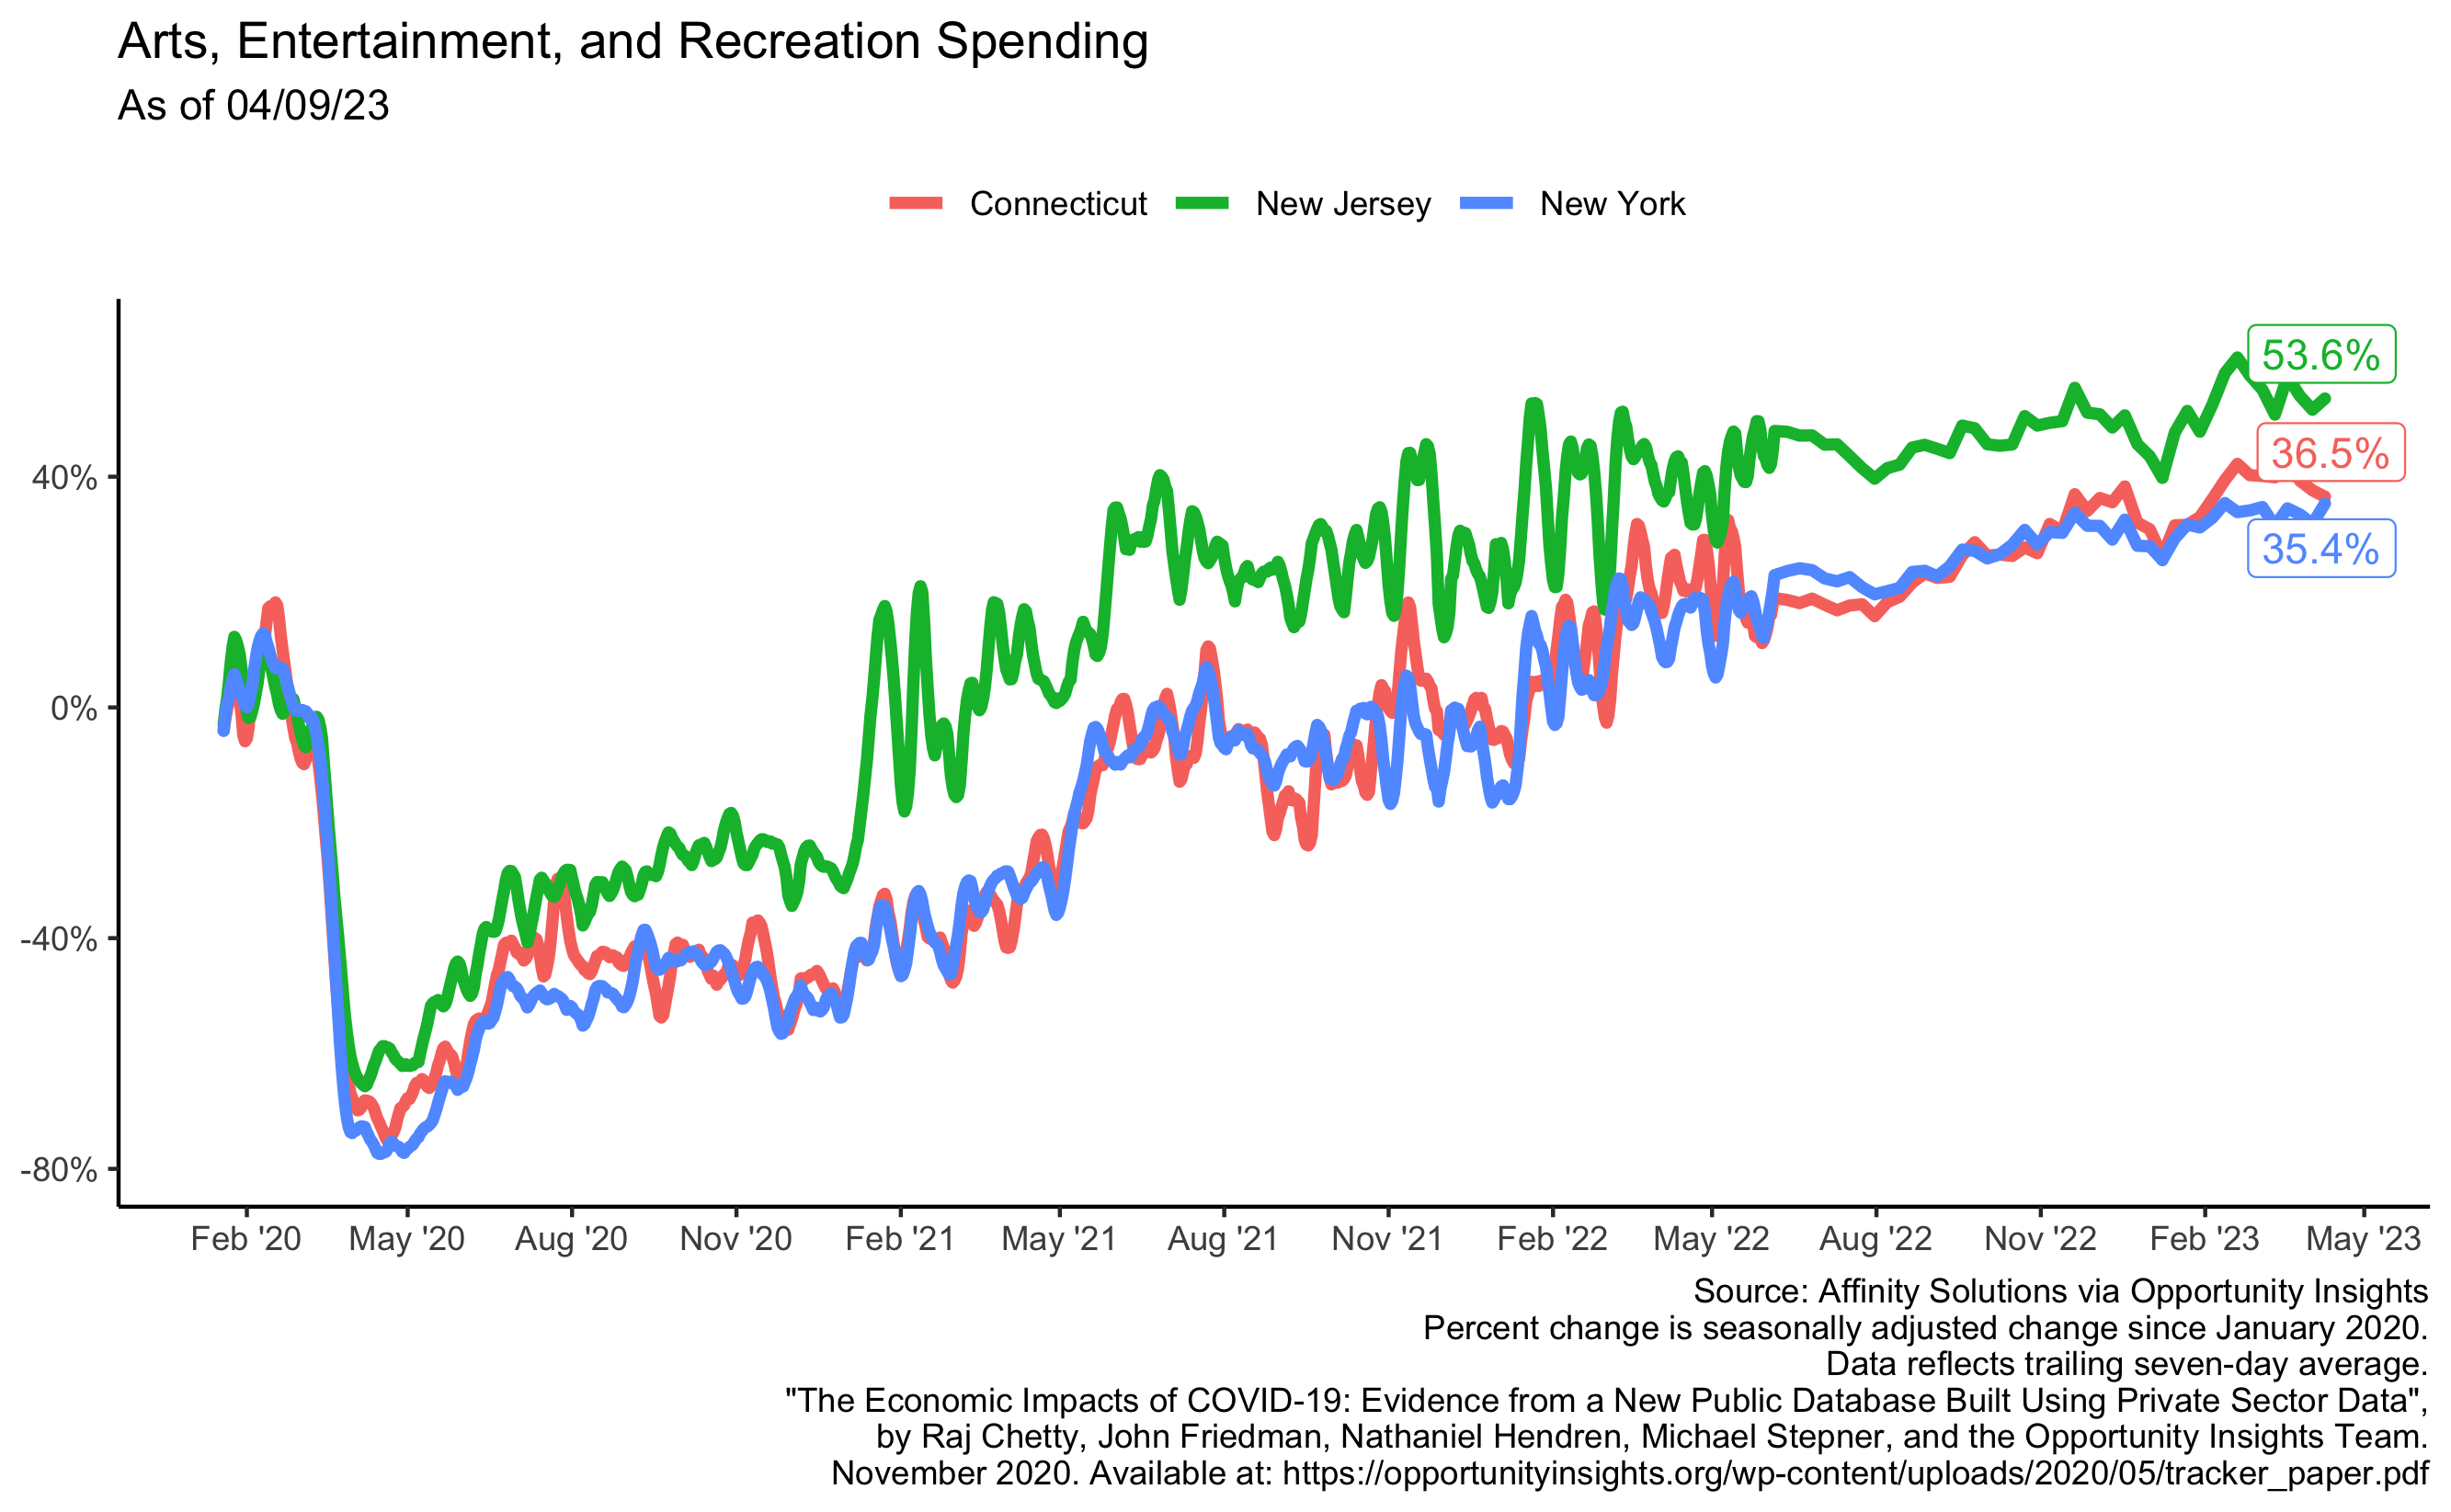 Arts, Entertainment, and Recreation Spending
As of 04/09/23
Connecticut New Jersey New York
53.6%
36.5%
35.4%
40%
0%
-40%
-80%
Feb '20 May '20 Aug '20 Nov '20 Feb '21 May '21 Aug '21 Nov '21 Feb '22 May '22 Aug '22 Nov '22 Feb '23 May '23
Source: Affinity Solutions via Opportunity Insights
Percent change is seasonally adjusted change since January 2020.
Data reflects trailing seven-day average.
"The Economic Impacts of COVID-19: Evidence from a New Public Database Built Using Private Sector Data",
by Raj Chetty, John Friedman, Nathaniel Hendren, Michael Stepner, and the Opportunity Insights Team.
November 2020. Available at: https://opportunityinsights.org/wp-content/uploads/2020/05/tracker_paper.pdf